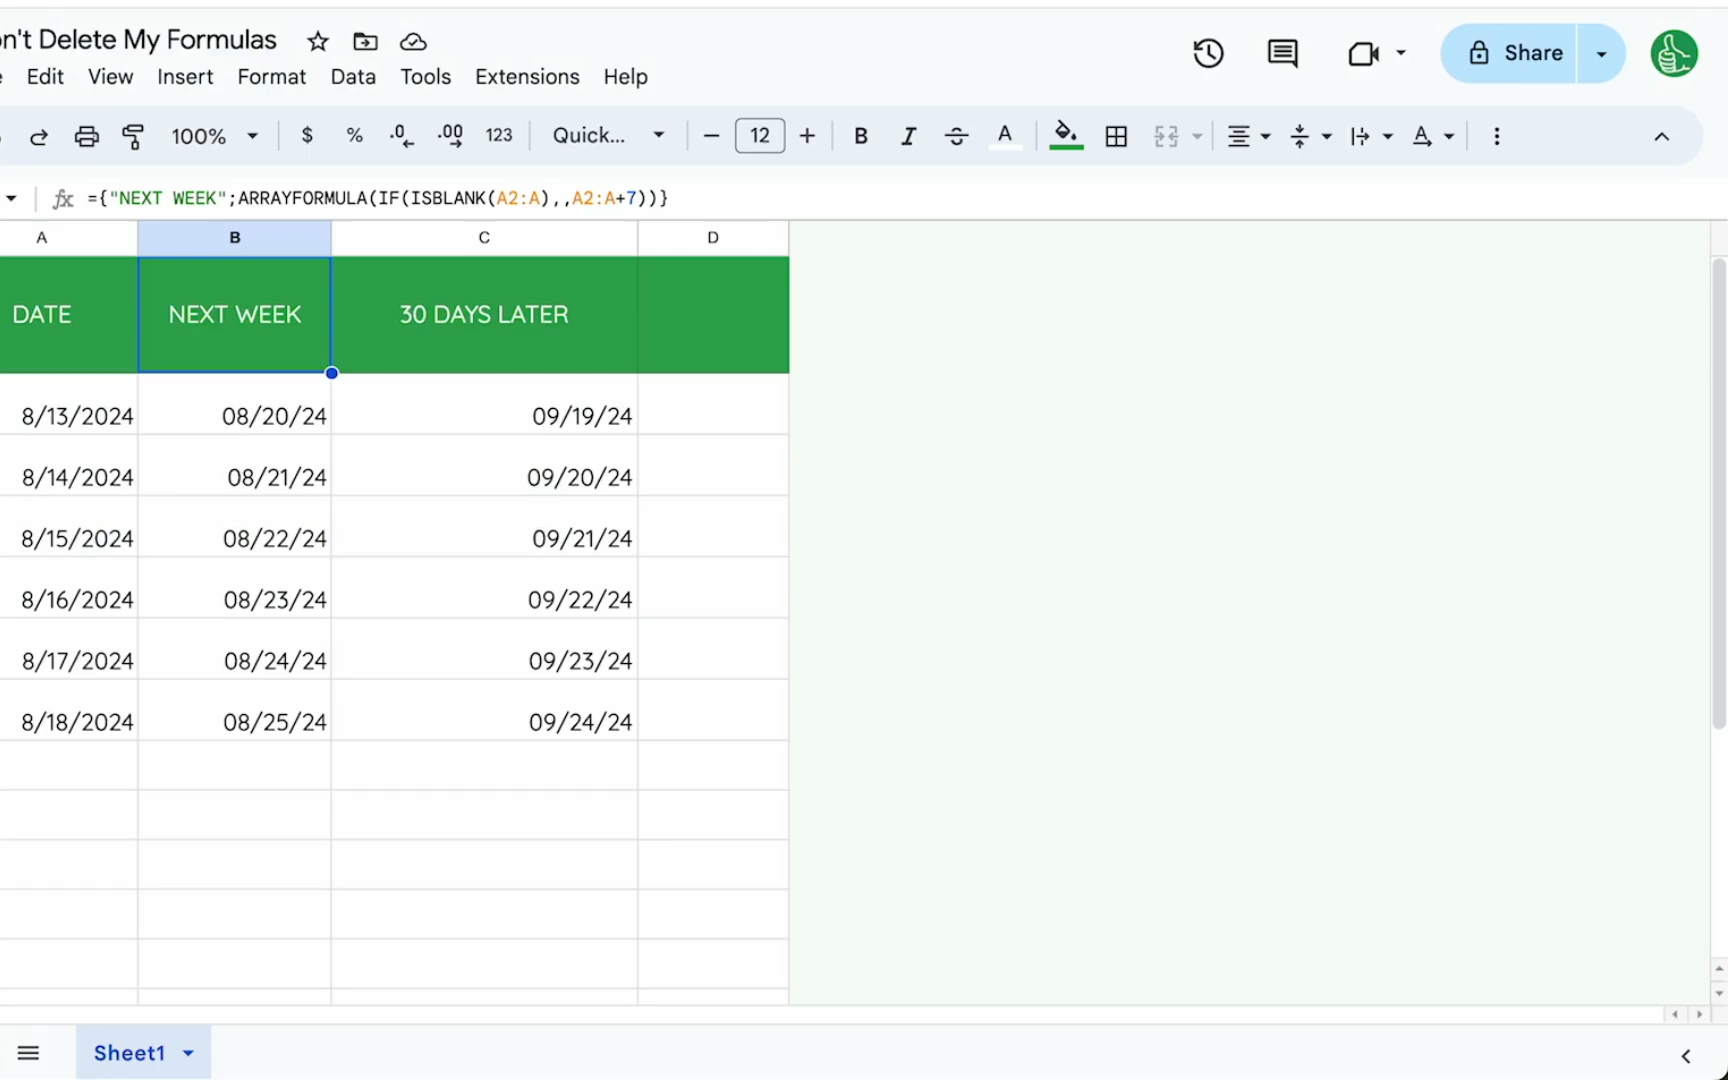 n't Delete My Formulas
Edit View Insert Format Data Tools Extensions Help
Share
100% $ % .0 .00 123 Quick... 12 B I A A
fx ={"NEXT WEEK";ARRAYFORMULA(IF(ISBLANK(A2:A),,A2:A+7))}
A B C D
DATE NEXT WEEK 30 DAYS LATER
8/13/2024 08/20/24 09/19/24
8/14/2024 08/21/24 09/20/24
8/15/2024 08/22/24 09/21/24
8/16/2024 08/23/24 09/22/24
8/17/2024 08/24/24 09/23/24
8/18/2024 08/25/24 09/24/24
Sheet1